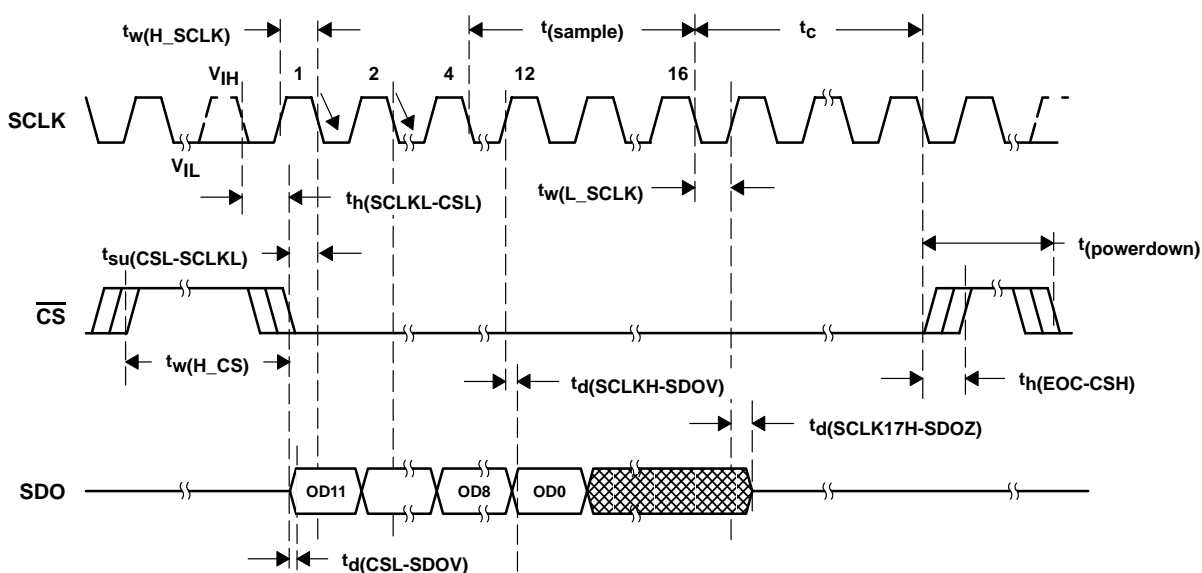 tw(H_SCLK) t(sample) tc
VIH 1 2 4 12 16
SCLK
VIL
th(SCLKL-CSL) tw(L_SCLK)
tsu(CSL-SCLKL) t(powerdown)
CS
tw(H_CS) td(SCLKH-SDOV) th(EOC-CSH)
td(SCLK17H-SDOZ)
SDO OD11 OD8 OD0
td(CSL-SDOV)